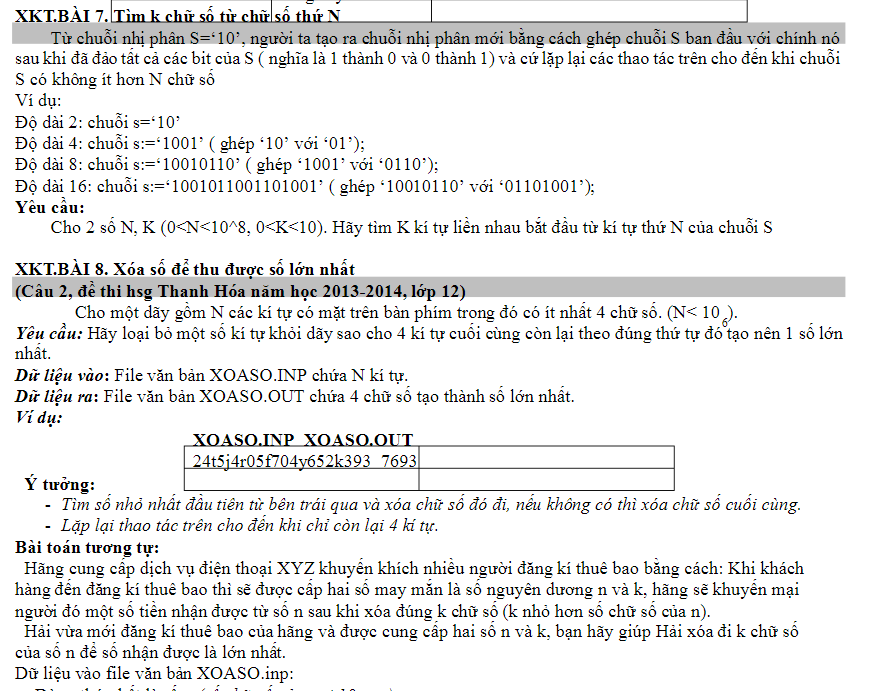 XKT.BÀI 7. Tìm k chữ số từ chữ số thứ N
Từ chuỗi nhị phân S=‘10’, người ta tạo ra chuỗi nhị phân mới bằng cách ghép chuỗi S ban đầu với chính nó
sau khi đã đảo tất cả các bit của S ( nghĩa là 1 thành 0 và 0 thành 1) và cứ lặp lại các thao tác trên cho đến khi chuỗi
S có không ít hơn N chữ số
Ví dụ:
Độ dài 2: chuỗi s=‘10’
Độ dài 4: chuỗi s:=‘1001’ ( ghép ‘10’ với ‘01’);
Độ dài 8: chuỗi s:=‘10010110’ ( ghép ‘1001’ với ‘0110’);
Độ dài 16: chuỗi s:=‘1001011001101001’ ( ghép ‘10010110’ với ‘01101001’);
Yêu cầu:
Cho 2 số N, K (0<N<10^8, 0<K<10). Hãy tìm K kí tự liền nhau bắt đầu từ kí tự thứ N của chuỗi S
XKT.BÀI 8. Xóa số để thu được số lớn nhất
(Câu 2, đề thi hsg Thanh Hóa năm học 2013-2014, lớp 12)
Cho một dãy gồm N các kí tự có mặt trên bàn phím trong đó có ít nhất 4 chữ số. (N< 10 6).
Yêu cầu: Hãy loại bỏ một số kí tự khỏi dãy sao cho 4 kí tự cuối cùng còn lại theo đúng thứ tự đó tạo nên 1 số lớn
nhất.
Dữ liệu vào: File văn bản XOASO.INP chứa N kí tự.
Dữ liệu ra: File văn bản XOASO.OUT chứa 4 chữ số tạo thành số lớn nhất.
Ví dụ:
XOASO.INP XOASO.OUT
24t5j4r05f704y652k393 7693
Ý tưởng:
- Tìm số nhỏ nhất đầu tiên từ bên trái qua và xóa chữ số đó đi, nếu không có thì xóa chữ số cuối cùng.
- Lặp lại thao tác trên cho đến khi chỉ còn lại 4 kí tự.
Bài toán tương tự:
Hãng cung cấp dịch vụ điện thoại XYZ khuyến khích nhiều người đăng kí thuê bao bằng cách: Khi khách
hàng đến đăng kí thuê bao thì sẽ được cấp hai số may mắn là số nguyên dương n và k, hãng sẽ khuyến mại
người đó một số tiền nhận được từ số n sau khi xóa đúng k chữ số (k nhỏ hơn số chữ số của n).
Hải vừa mới đăng kí thuê bao của hãng và được cung cấp hai số n và k, bạn hãy giúp Hải xóa đi k chữ số
của số n để số nhận được là lớn nhất.
Dữ liệu vào file văn bản XOASO.inp: